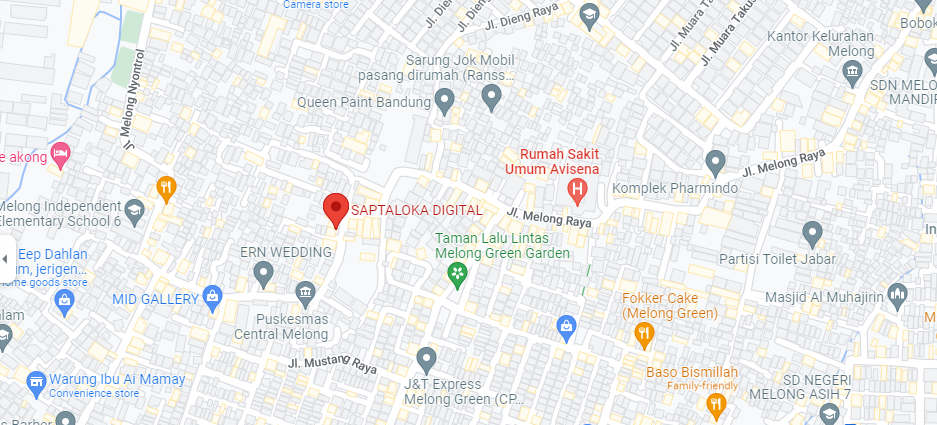 Camera store
Jl. Dieng Raya
Jl. Dieng Raya
Jl. Muara Takus
Jl. Muara Takus
Bobok
Kantor Kelurahan
Melong
SDN MELONG
MANDIRI
Jl. Melong Nyontrol
Sarung Jok Mobil
pasang dirumah (Ranss...
Queen Paint Bandung
e akong
Rumah Sakit
Umum Avisena
Jl. Melong Raya
Komplek Pharmindo
Melong Independent
Elementary School 6
SAPTALOKA DIGITAL
Jl. Melong Raya
Taman Lalu Lintas
Melong Green Garden
ERN WEDDING
Partisi Toilet Jabar
Eep Dahlan
um, jerigen...
ome goods store
MID GALLERY
Masjid Al Muhajirin
Fokker Cake
(Melong Green)
Puskesmas
Central Melong
Jl. Mustang Raya
Baso Bismillah
Family-friendly
Warung Ibu Ai Mamay
Convenience store
J&T Express
Melong Green (CP...
SD NEGERI
MELONG ASIH 7
Barber